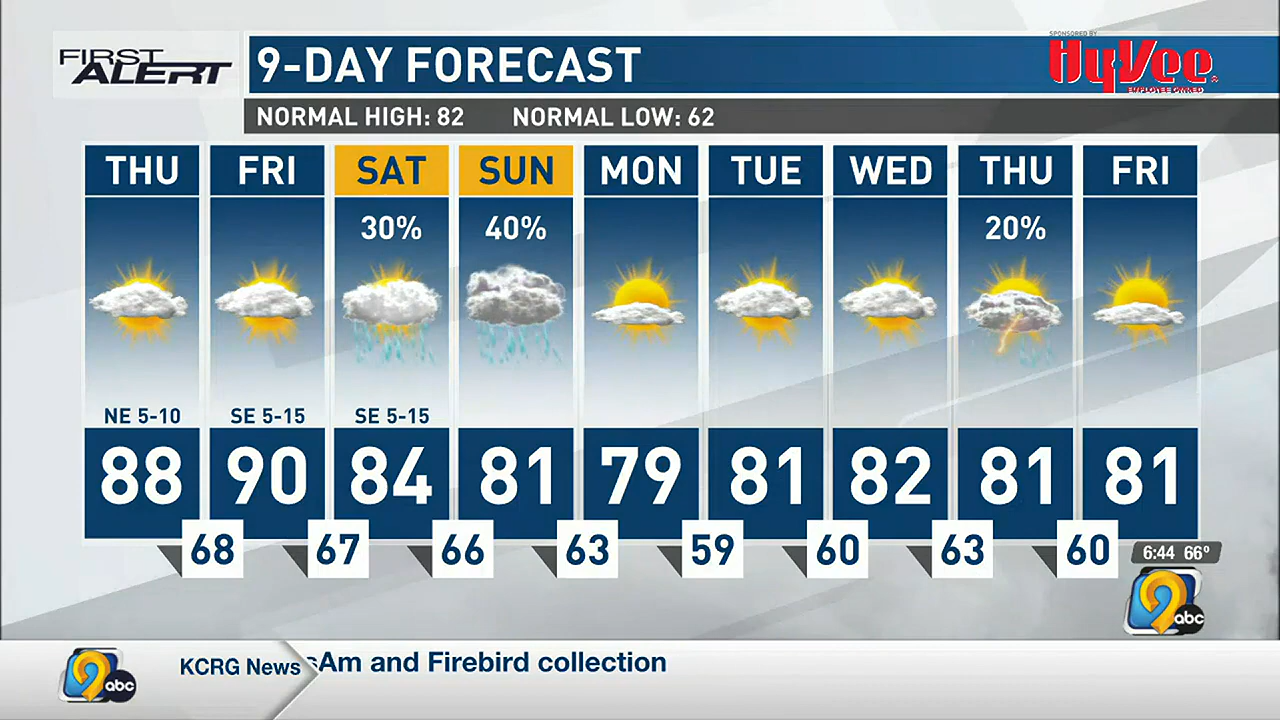 FIRST ALERT
9-DAY FORECAST
SPONSORED BY
HyVee
EMPLOYEE OWNED
NORMAL HIGH: 82 NORMAL LOW: 62
THU FRI SAT SUN MON TUE WED THU FRI
30% 40% 20%
NE 5-10 SE 5-15 SE 5-15
88 90 84 81 79 81 82 81 81
68 67 66 63 59 60 63 60
6:44 66°
9 abc
9 abc
KCRG News sAm and Firebird collection